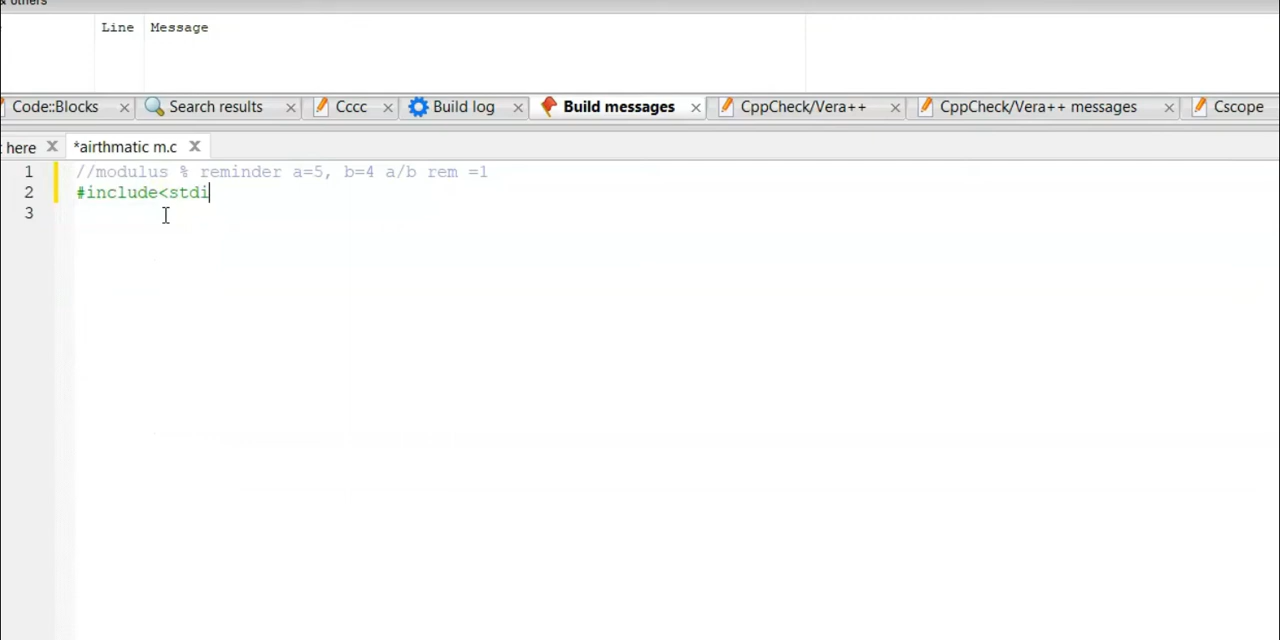 & others
Line Message
Code::Blocks Search results Cccc Build log Build messages CppCheck/Vera++ CppCheck/Vera++ messages Cscope
here *airthmatic m.c
1 //modulus % reminder a=5, b=4 a/b rem =1
2 #include<stdi
3